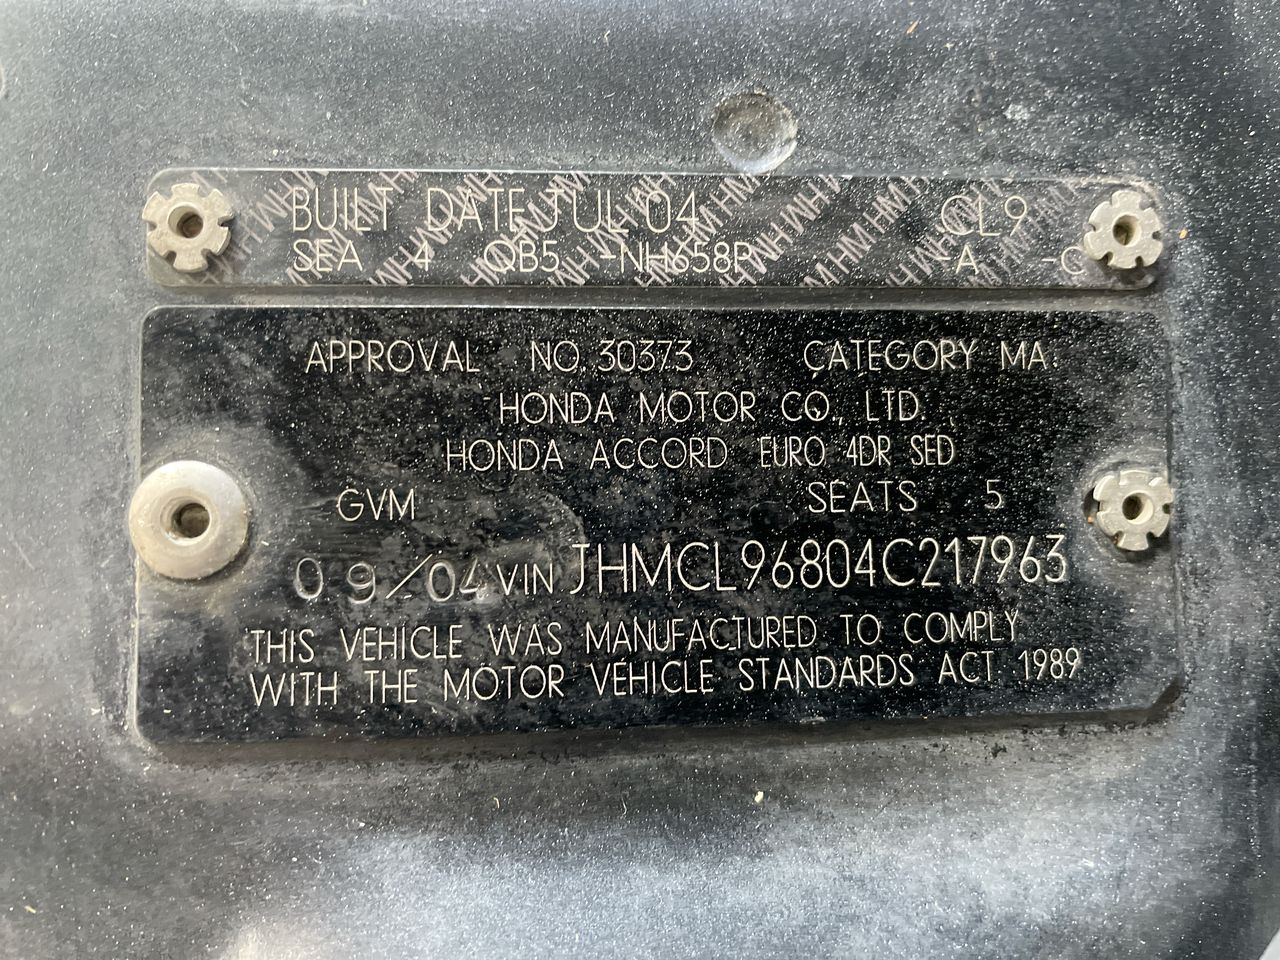 BUILT DATE JUL 04 CL9
SEA 4 QB5 -NH658P -A -C
APPROVAL NO. 30373 CATEGORY MA.
HONDA MOTOR CO., LTD.
HONDA ACCORD EURO 4DR SED
GVM SEATS 5
09/04 VIN JHMCL96804C217963
THIS VEHICLE WAS MANUFACTURED TO COMPLY
WITH THE MOTOR VEHICLE STANDARDS ACT 1989